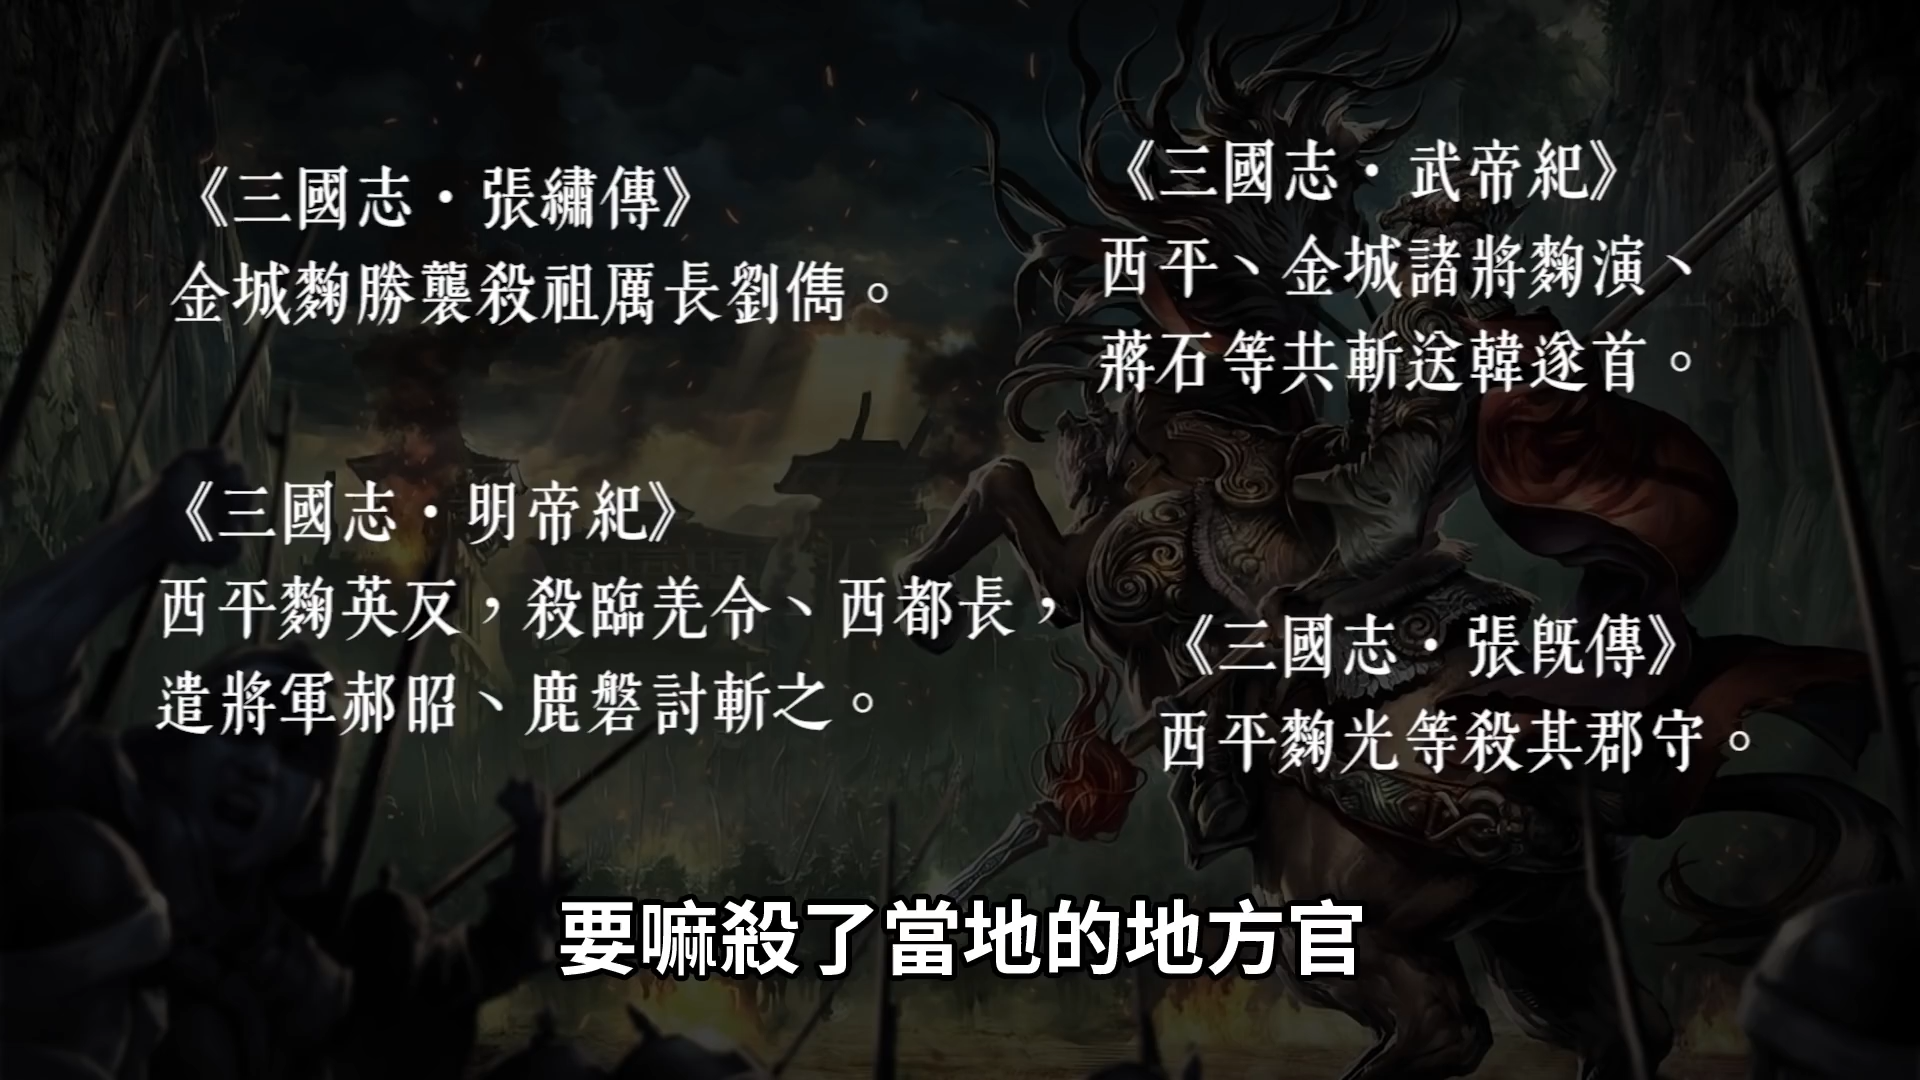 《三國志·張繡傳》
金城麴勝襲殺祖厲長劉儁。
《三國志·武帝紀》
西平、金城諸將麴演、
蔣石等共斬送韓遂首。
《三國志·明帝紀》
西平麴英反，殺臨羌令、西都長，
遣將軍郝昭、鹿磐討斬之。
《三國志·張既傳》
西平麴光等殺其郡守。
要嘛殺了當地的地方官